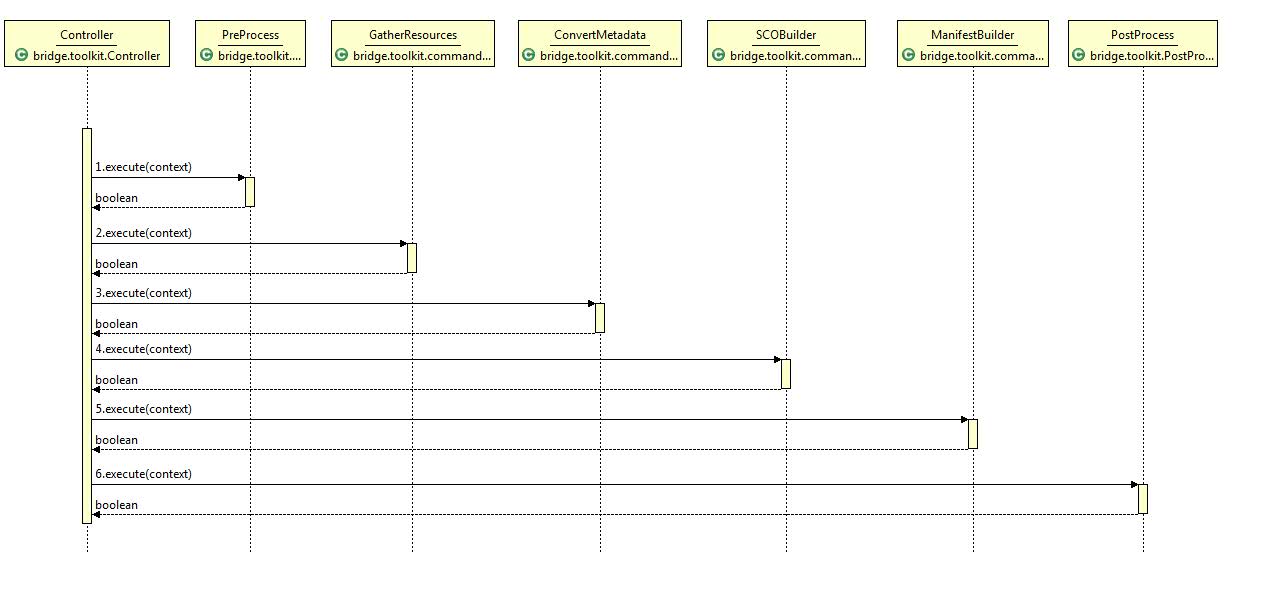 Controller
bridge.toolkit.Controller
PreProcess
bridge.toolkit....
GatherResources
bridge.toolkit.command...
ConvertMetadata
bridge.toolkit.command...
SCOBuilder
bridge.toolkit.comman...
ManifestBuilder
bridge.toolkit.comma...
PostProcess
bridge.toolkit.PostPro...
1.execute(context)
boolean
2.execute(context)
boolean
3.execute(context)
boolean
4.execute(context)
boolean
5.execute(context)
boolean
6.execute(context)
boolean